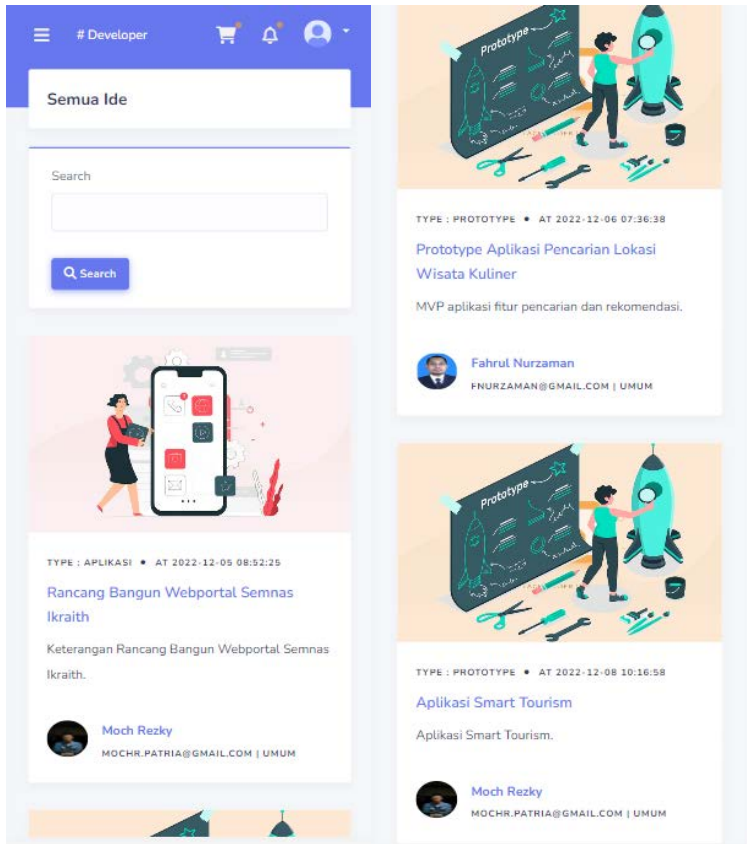 # Developer
Semua Ide
Search
Search
TYPE : APLIKASI ● AT 2022-12-05 08:52:25
Rancang Bangun Webportal Semnas
Ikraith
Keterangan Rancang Bangun Webportal Semnas
Ikraith.
Moch Rezky
MOCHR.PATRIA@GMAIL.COM | UMUM
Prototype
TYPE : PROTOTYPE ● AT 2022-12-06 07:36:38
Prototype Aplikasi Pencarian Lokasi
Wisata Kuliner
MVP aplikasi fitur pencarian dan rekomendasi.
Fahrul Nurzaman
FNURZAMAN@GMAIL.COM | UMUM
Prototype
TYPE : PROTOTYPE ● AT 2022-12-08 10:16:58
Aplikasi Smart Tourism
Aplikasi Smart Tourism.
Moch Rezky
MOCHR.PATRIA@GMAIL.COM | UMUM